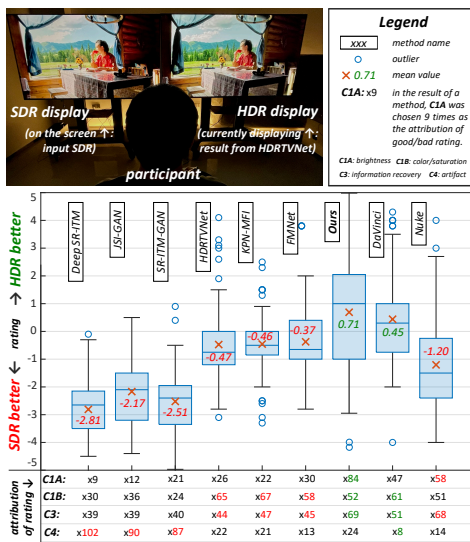 SDR display
(on the screen ↑:
input SDR)
HDR display
(currently displaying ↑:
result from HDRTVNet)
participant
Legend
xxx method name
○ outlier
× 0.71 mean value
C1A: x9 in the result of a
method, C1A was
chosen 9 times as
the attribution of
good/bad rating.
C1A: brightness C1B: color/saturation
C3: information recovery C4: artifact
SDR better ← rating → HDR better
5
4
3
2
1
0
-1
-2
-3
-4
-5
Deep SR-ITM
JSI-GAN
SR-ITM-GAN
HDRTVNet
KPN-MFI
FMNet
Ours
DaVinci
Nuke
-2.81
-2.17
-2.51
-0.47
-0.46
-0.37
0.71
0.45
-1.20
attribution
of rating ↓
C1A: x9 x12 x21 x26 x22 x30 x84 x47 x58
C1B: x30 x36 x24 x65 x67 x58 x52 x61 x51
C3: x39 x39 x40 x44 x47 x45 x69 x51 x68
C4: x102 x90 x87 x22 x21 x13 x24 x8 x14